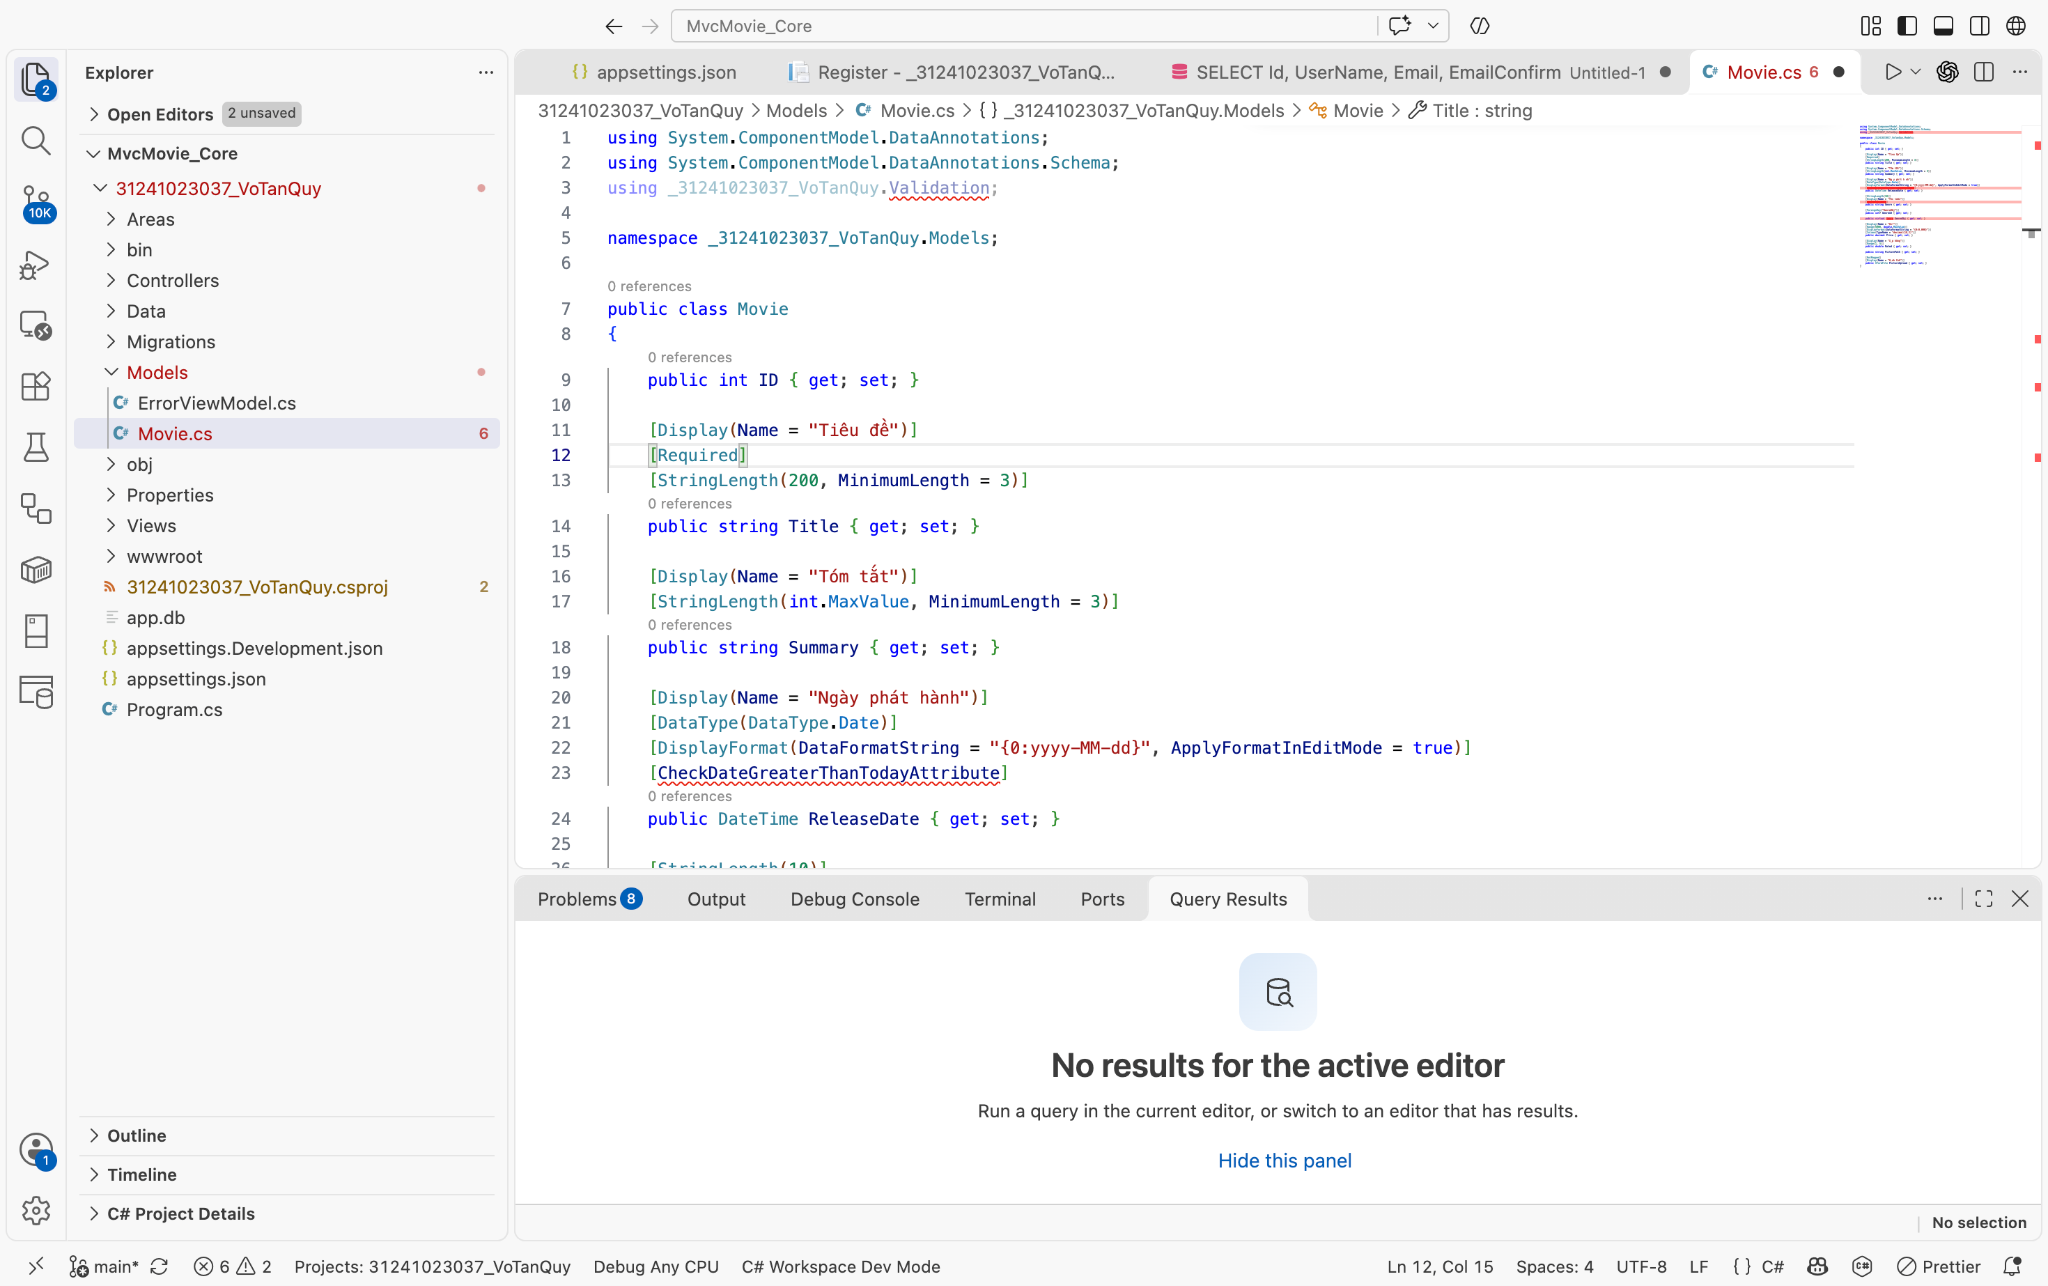 MvcMovie_Core
Explorer
2
Open Editors 2 unsaved
MvcMovie_Core
31241023037_VoTanQuy
Areas
10K
bin
Controllers
Data
Migrations
Models
ErrorViewModel.cs
Movie.cs 6
obj
Properties
Views
wwwroot
31241023037_VoTanQuy.csproj 2
app.db
appsettings.Development.json
appsettings.json
Program.cs
Outline
Timeline
C# Project Details
1
appsettings.json
Register - _31241023037_VoTanQ...
SELECT Id, UserName, Email, EmailConfirm Untitled-1
Movie.cs 6
31241023037_VoTanQuy > Models > Movie.cs > {} _31241023037_VoTanQuy.Models > Movie > Title : string
1 using System.ComponentModel.DataAnnotations;
2 using System.ComponentModel.DataAnnotations.Schema;
3 using _31241023037_VoTanQuy.Validation;
4
5 namespace _31241023037_VoTanQuy.Models;
6
0 references
7 public class Movie
8 {
0 references
9 public int ID { get; set; }
10
11 [Display(Name = "Tiêu đề")]
12 [Required]
13 [StringLength(200, MinimumLength = 3)]
0 references
14 public string Title { get; set; }
15
16 [Display(Name = "Tóm tắt")]
17 [StringLength(int.MaxValue, MinimumLength = 3)]
0 references
18 public string Summary { get; set; }
19
20 [Display(Name = "Ngày phát hành")]
21 [DataType(DataType.Date)]
22 [DisplayFormat(DataFormatString = "{0:yyyy-MM-dd}", ApplyFormatInEditMode = true)]
23 [CheckDateGreaterThanTodayAttribute]
0 references
24 public DateTime ReleaseDate { get; set; }
25
26 [StringLength(10)]
Problems 8 Output Debug Console Terminal Ports Query Results
No results for the active editor
Run a query in the current editor, or switch to an editor that has results.
Hide this panel
No selection
main* 6 2 Projects: 31241023037_VoTanQuy Debug Any CPU C# Workspace Dev Mode
Ln 12, Col 15 Spaces: 4 UTF-8 LF {} C# Prettier